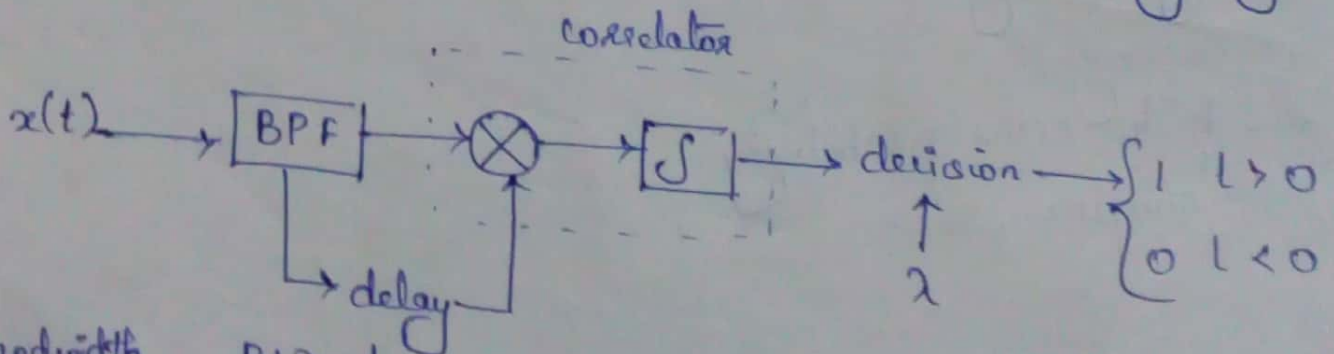 correlator
x(t) BPF ∫ decision { 1 l > 0
0 l < 0
delay λ